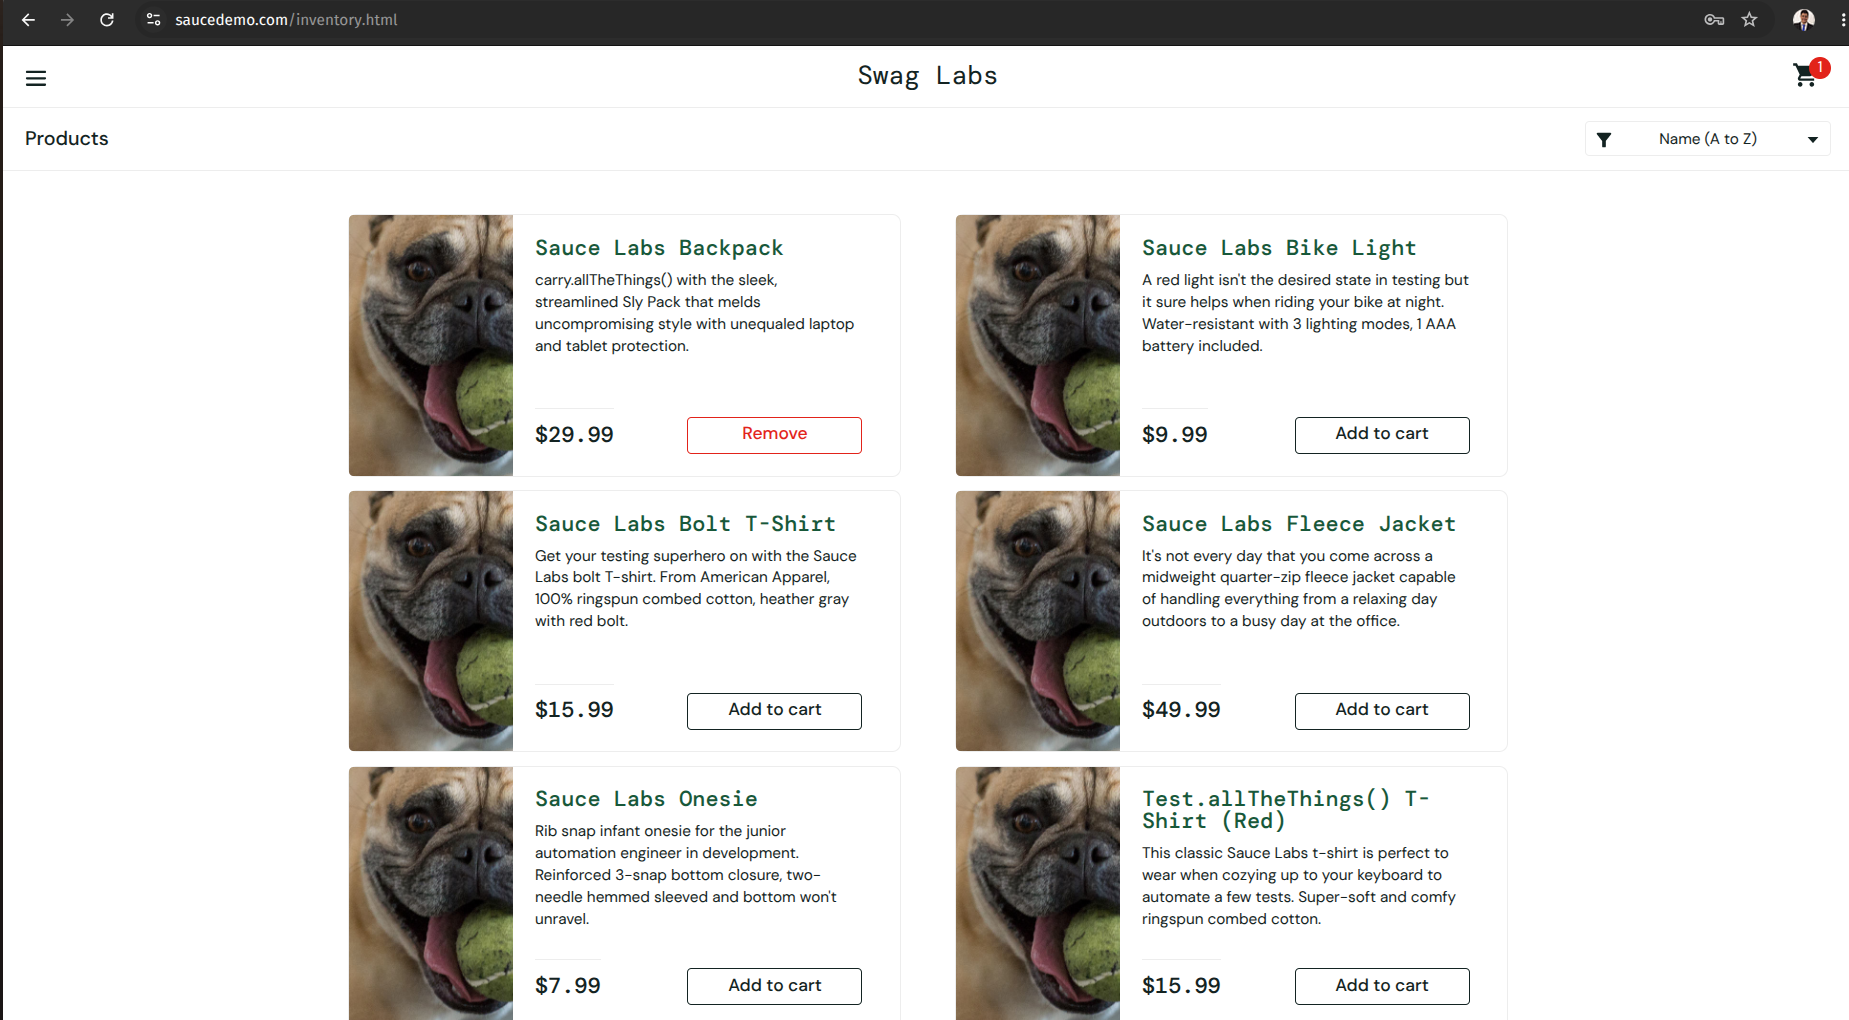 saucedemo.com/inventory.html
Swag Labs
1
Products
Name (A to Z)
Sauce Labs Backpack
carry.allTheThings() with the sleek,
streamlined Sly Pack that melds
uncompromising style with unequaled laptop
and tablet protection.
$29.99
Remove
Sauce Labs Bike Light
A red light isn't the desired state in testing but
it sure helps when riding your bike at night.
Water-resistant with 3 lighting modes, 1 AAA
battery included.
$9.99
Add to cart
Sauce Labs Bolt T-Shirt
Get your testing superhero on with the Sauce
Labs bolt T-shirt. From American Apparel,
100% ringspun combed cotton, heather gray
with red bolt.
$15.99
Add to cart
Sauce Labs Fleece Jacket
It's not every day that you come across a
midweight quarter-zip fleece jacket capable
of handling everything from a relaxing day
outdoors to a busy day at the office.
$49.99
Add to cart
Sauce Labs Onesie
Rib snap infant onesie for the junior
automation engineer in development.
Reinforced 3-snap bottom closure, two-
needle hemmed sleeved and bottom won't
unravel.
$7.99
Add to cart
Test.allTheThings() T-
Shirt (Red)
This classic Sauce Labs t-shirt is perfect to
wear when cozying up to your keyboard to
automate a few tests. Super-soft and comfy
ringspun combed cotton.
$15.99
Add to cart